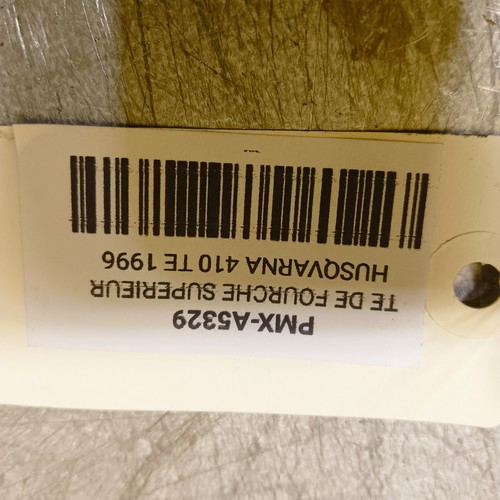 PMX-A5329
TE DE FOURCHE SUPERIEUR
HUSQVARNA 410 TE 1996